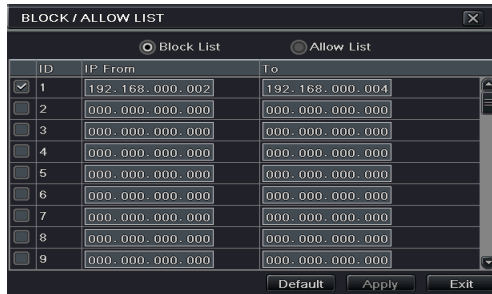 BLOCK / ALLOW LIST
Block List Allow List
ID IP From To
1 192. 168. 000. 002 192. 168. 000. 004
2 000. 000. 000. 000 000. 000. 000. 000
3 000. 000. 000. 000 000. 000. 000. 000
4 000. 000. 000. 000 000. 000. 000. 000
5 000. 000. 000. 000 000. 000. 000. 000
6 000. 000. 000. 000 000. 000. 000. 000
7 000. 000. 000. 000 000. 000. 000. 000
8 000. 000. 000. 000 000. 000. 000. 000
9 000. 000. 000. 000 000. 000. 000. 000
Default Apply Exit